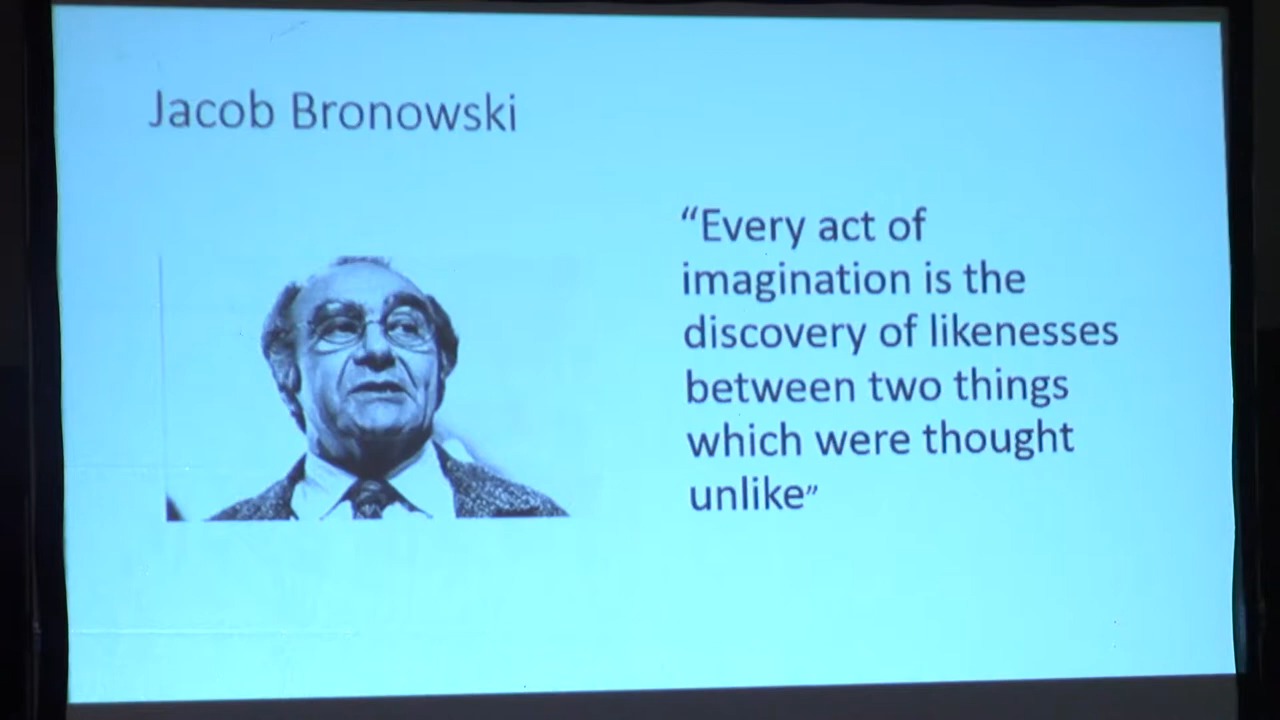 Jacob Bronowski
“Every act of
imagination is the
discovery of likenesses
between two things
which were thought
unlike”